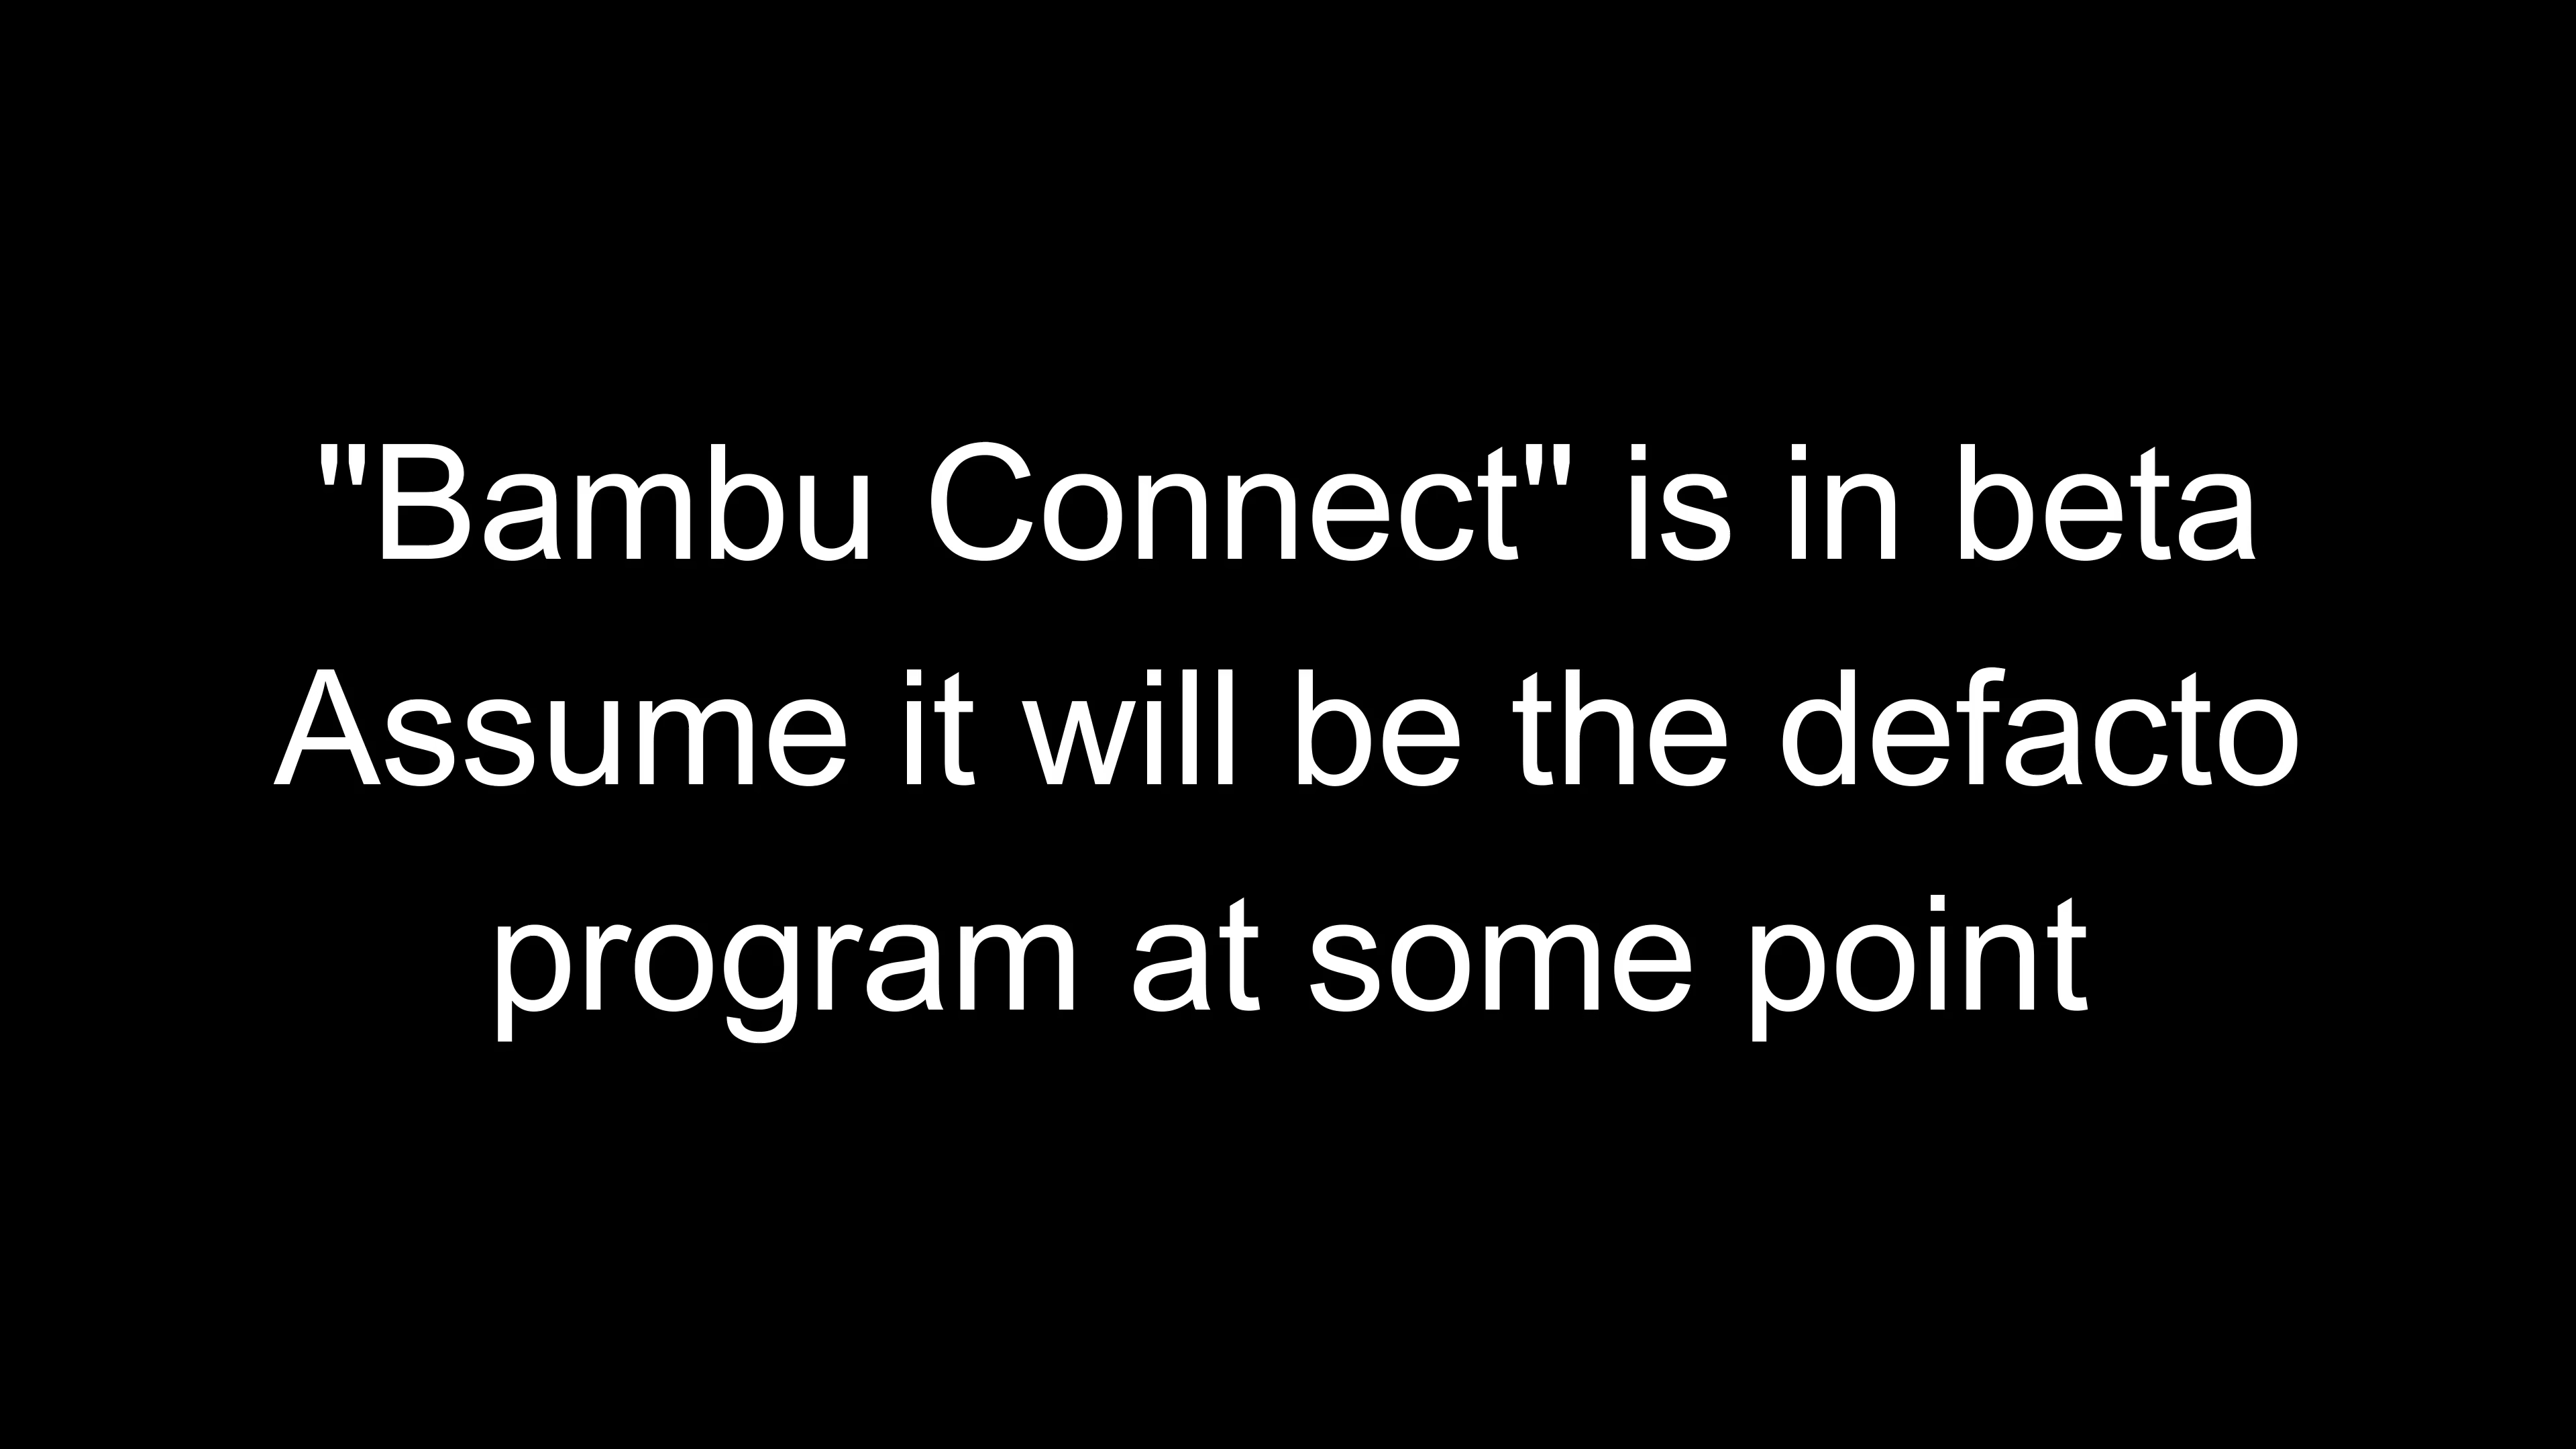 "Bambu Connect" is in beta
Assume it will be the defacto
program at some point